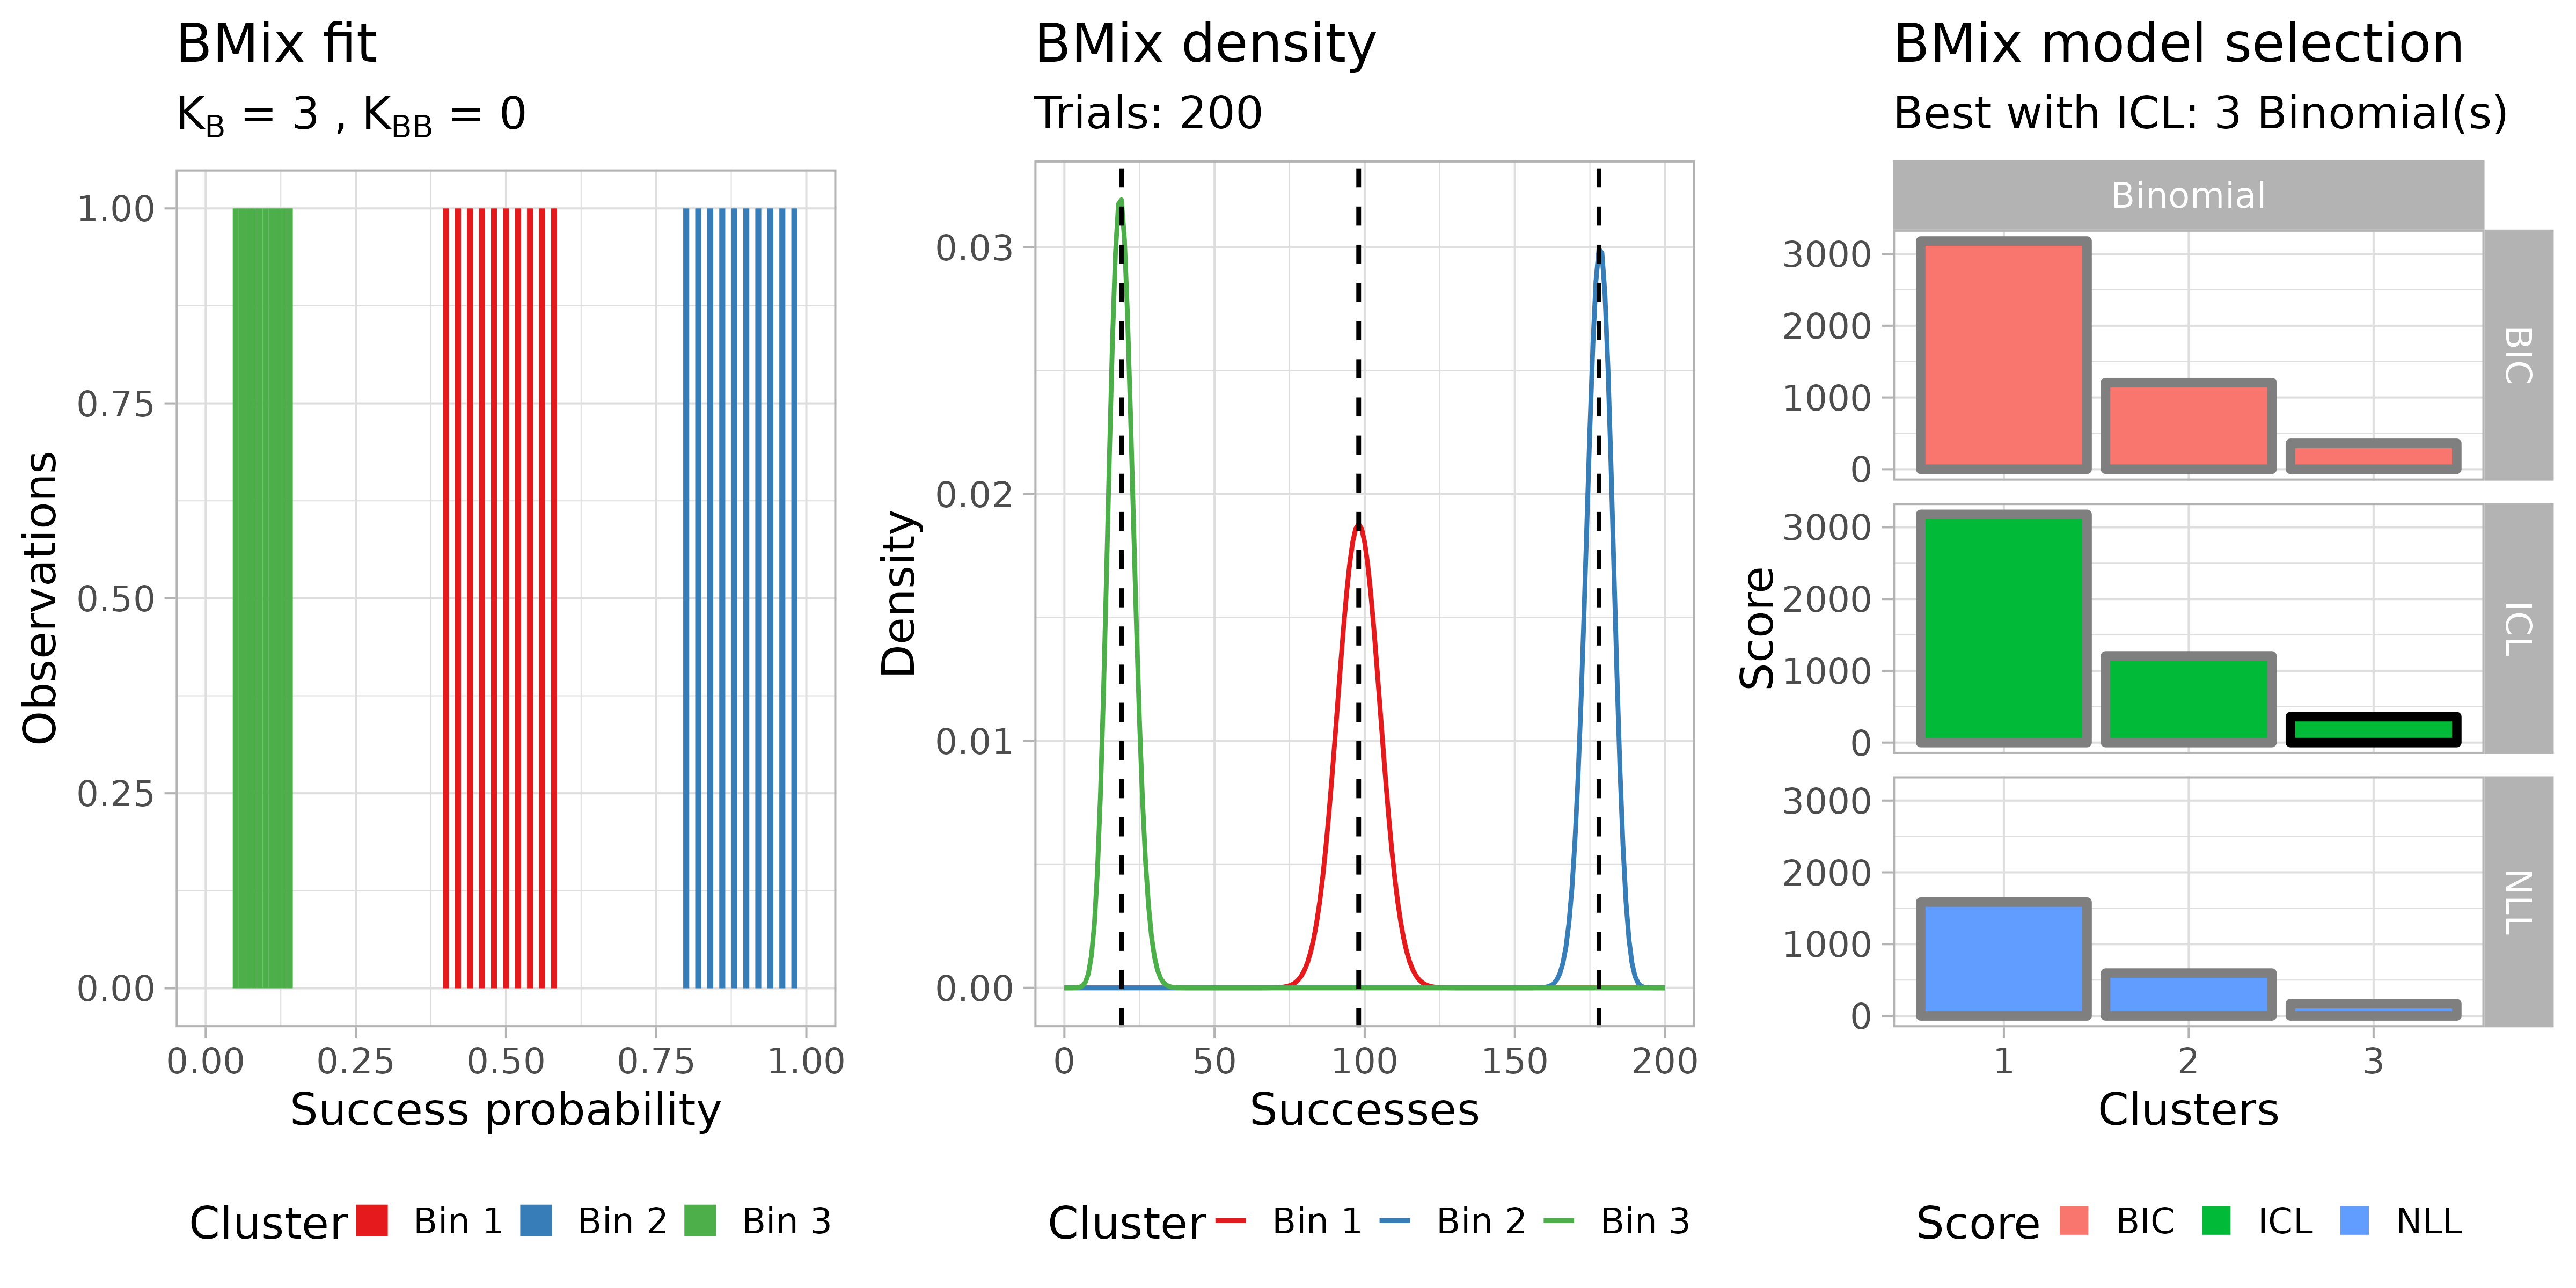 BMix fit
K_B = 3 , K_BB = 0
Observations
1.00
0.75
0.50
0.25
0.00
0.00 0.25 0.50 0.75 1.00
Success probability
Cluster Bin 1 Bin 2 Bin 3
BMix density
Trials: 200
Density
0.03
0.02
0.01
0.00
0 50 100 150 200
Successes
Cluster Bin 1 Bin 2 Bin 3
BMix model selection
Best with ICL: 3 Binomial(s)
Binomial
Score
3000
2000
1000
0
BIC
3000
2000
1000
0
ICL
3000
2000
1000
0
NLL
1 2 3
Clusters
Score BIC ICL NLL